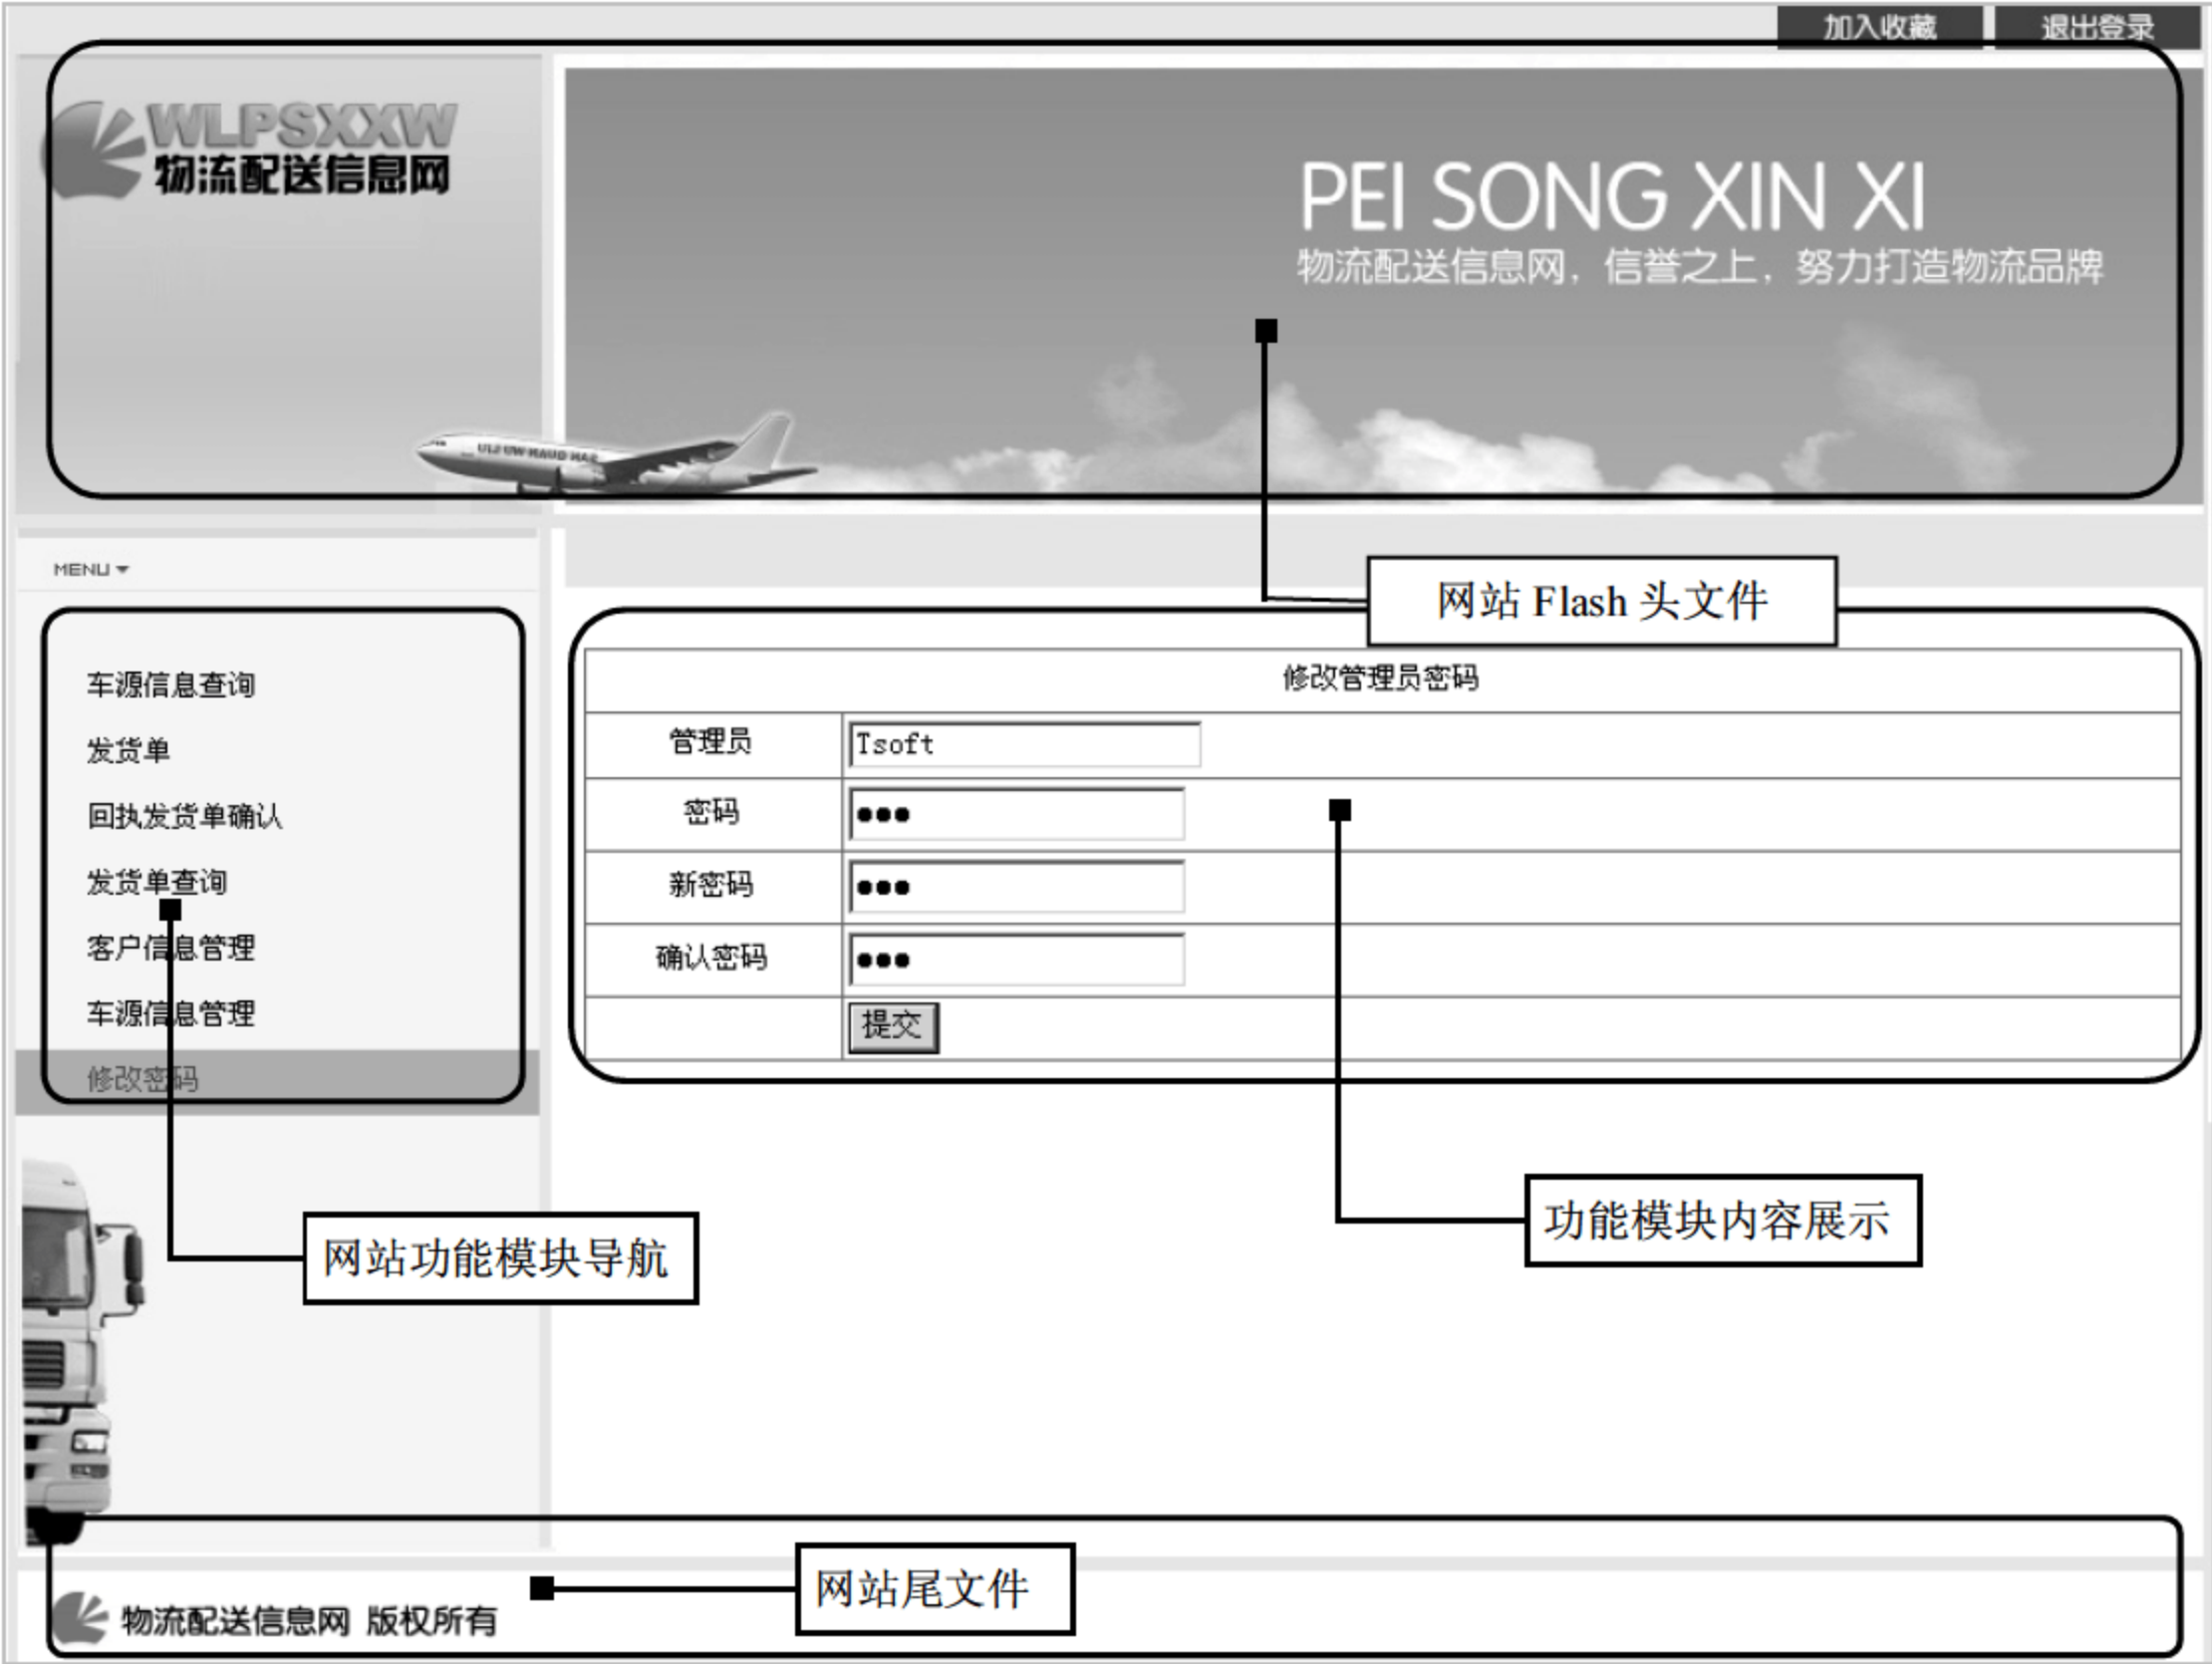 加入收藏 退出登录
WLPSXXW
物流配送信息网
PEI SONG XIN XI
物流配送信息网，信誉之上，努力打造物流品牌
MENU
网站 Flash 头文件
车源信息查询
发货单
回执发货单确认
发货单查询
客户信息管理
车源信息管理
修改密码
修改管理员密码
管理员 Tsoft
密码
新密码
确认密码
提交
网站功能模块导航
功能模块内容展示
网站尾文件
物流配送信息网 版权所有